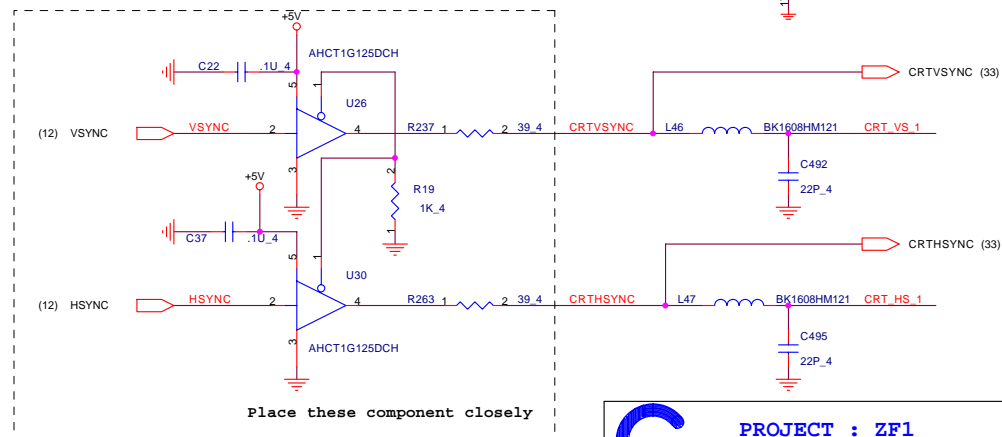 +5V
AHCT1G125DCH
C22 .1U_4
5
1
U26
(12) VSYNC VSYNC 2 4 R237 1 2 39_4 CRTVSYNC L46 BK1608HM121 CRT_VS_1
CRTVSYNC (33)
3
C492
22P_4
+5V
2
R19
1K_4
1
C37 .1U_4
5
1
U30
CRTHSYNC (33)
(12) HSYNC HSYNC 2 4 R263 1 2 39_4 CRTHSYNC L47 BK1608HM121 CRT_HS_1
3
AHCT1G125DCH
C495
22P_4
Place these component closely
PROJECT : ZF1